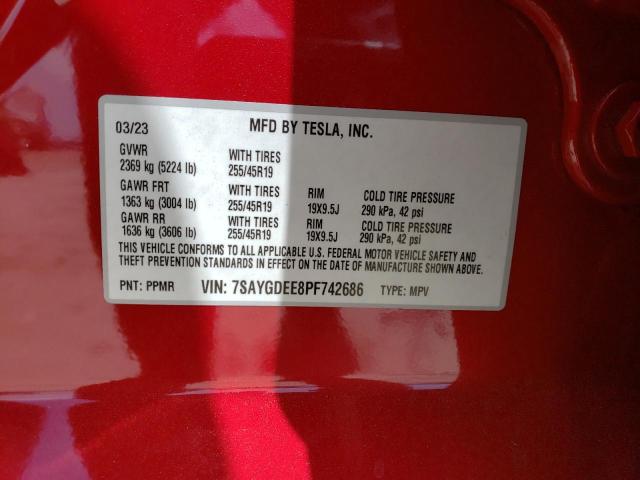 03/23 MFD BY TESLA, INC.
GVWR WITH TIRES
2369 kg (5224 lb) 255/45R19
GAWR FRT WITH TIRES RIM COLD TIRE PRESSURE
1363 kg (3004 lb) 255/45R19 19X9.5J 290 kPa, 42 psi
GAWR RR WITH TIRES RIM COLD TIRE PRESSURE
1636 kg (3606 lb) 255/45R19 19X9.5J 290 kPa, 42 psi
THIS VEHICLE CONFORMS TO ALL APPLICABLE U.S. FEDERAL MOTOR VEHICLE SAFETY AND
THEFT PREVENTION STANDARDS IN EFFECT ON THE DATE OF MANUFACTURE SHOWN ABOVE.
PNT: PPMR VIN: 7SAYGDEE8PF742686 TYPE: MPV